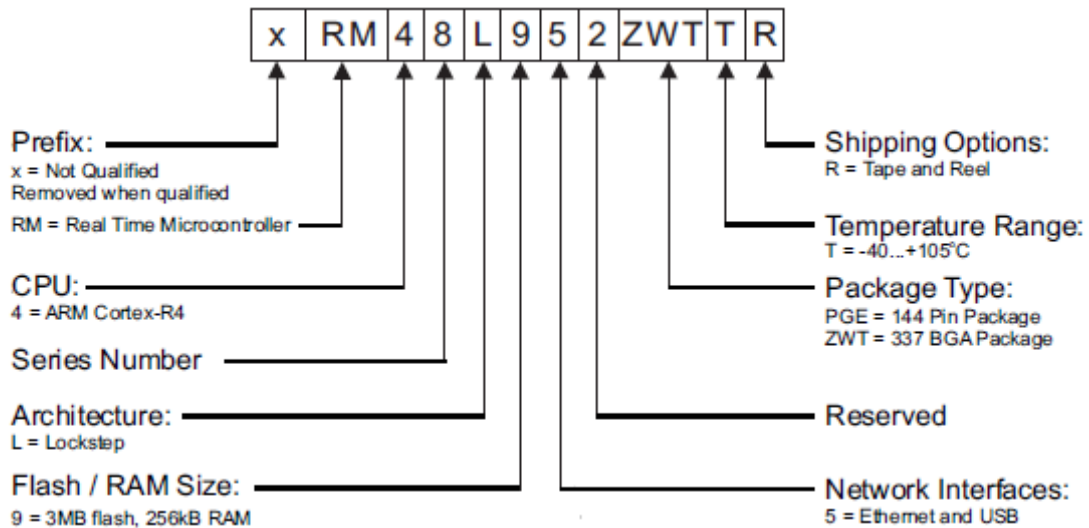 x RM 4 8 L 9 5 2 ZWT T R
Prefix:
x = Not Qualified
Removed when qualified
RM = Real Time Microcontroller
CPU:
4 = ARM Cortex-R4
Series Number
Architecture:
L = Lockstep
Flash / RAM Size:
9 = 3MB flash, 256kB RAM
Shipping Options:
R = Tape and Reel
Temperature Range:
T = -40...+105°C
Package Type:
PGE = 144 Pin Package
ZWT = 337 BGA Package
Reserved
Network Interfaces:
5 = Ethernet and USB